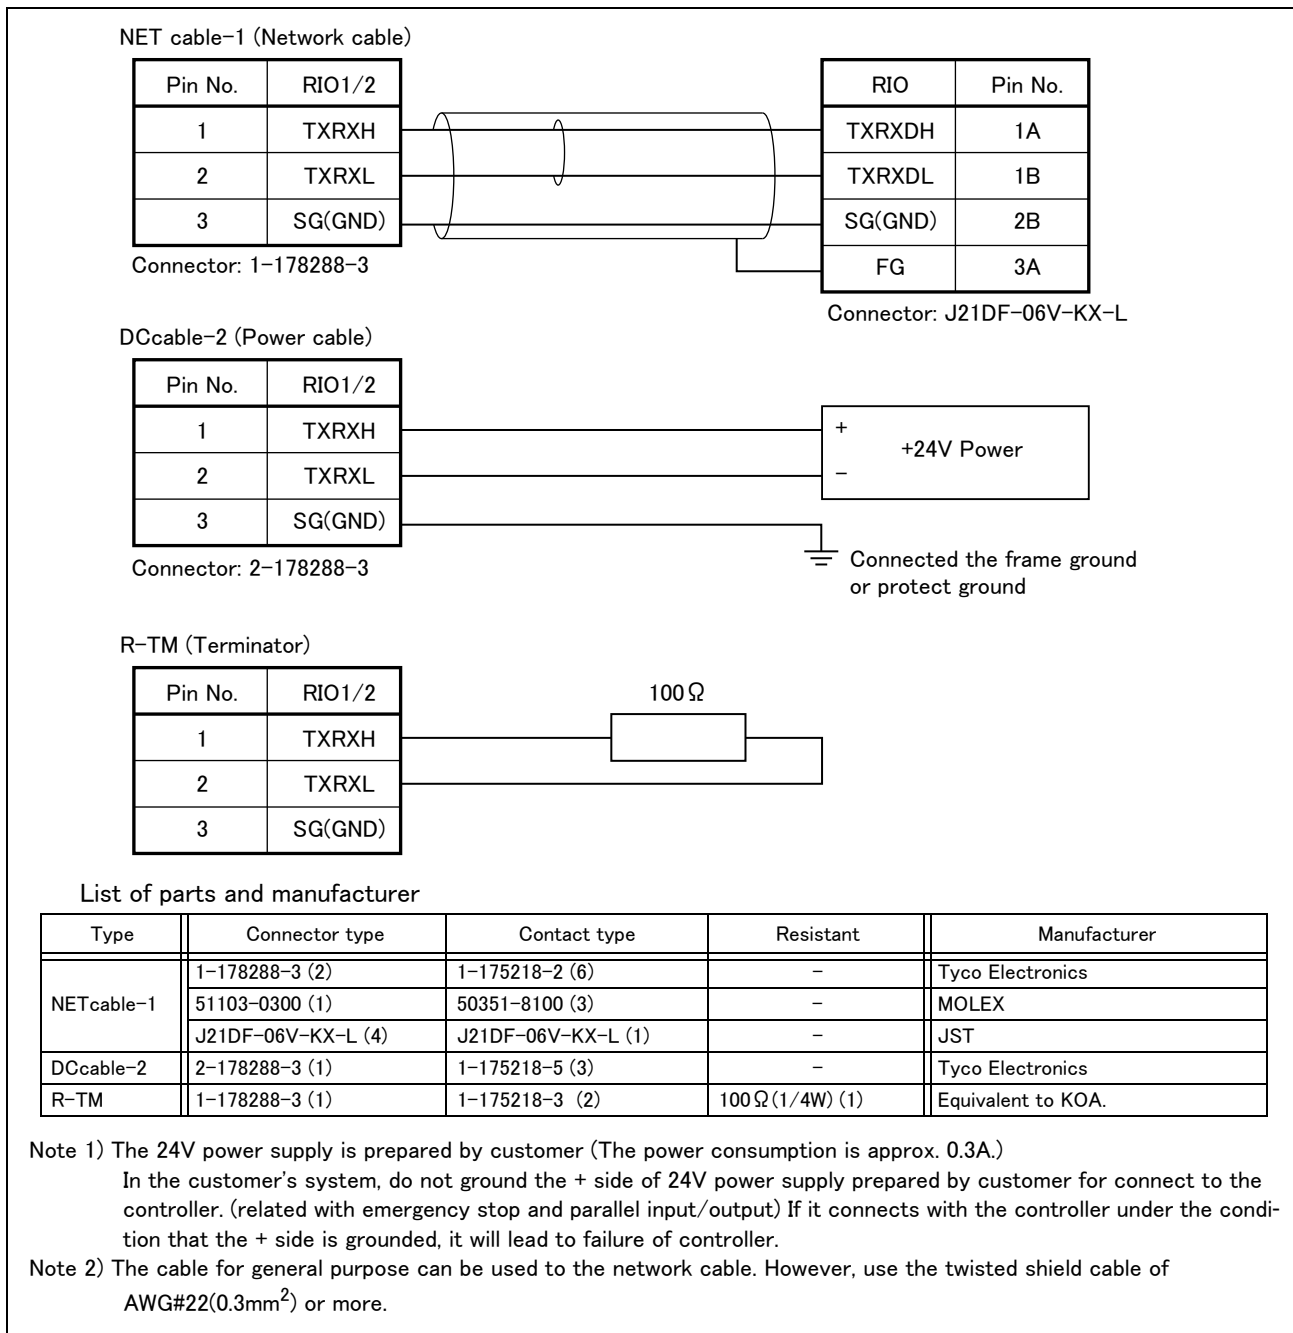 NET cable-1 (Network cable)
Pin No. RIO1/2 RIO Pin No.
1 TXRXH TXRXDH 1A
2 TXRXL TXRXDL 1B
3 SG(GND) SG(GND) 2B
FG 3A
Connector: 1-178288-3
Connector: J21DF-06V-KX-L
DCcable-2 (Power cable)
Pin No. RIO1/2
1 TXRXH +
+24V Power
2 TXRXL -
3 SG(GND)
Connector: 2-178288-3
Connected the frame ground
or protect ground
R-TM (Terminator)
Pin No. RIO1/2 100Ω
1 TXRXH
2 TXRXL
3 SG(GND)
List of parts and manufacturer
Type Connector type Contact type Resistant Manufacturer
NETcable-1 1-178288-3 (2) 1-175218-2 (6) - Tyco Electronics
51103-0300 (1) 50351-8100 (3) - MOLEX
J21DF-06V-KX-L (4) J21DF-06V-KX-L (1) - JST
DCcable-2 2-178288-3 (1) 1-175218-5 (3) - Tyco Electronics
R-TM 1-178288-3 (1) 1-175218-3 (2) 100Ω(1/4W) (1) Equivalent to KOA.
Note 1) The 24V power supply is prepared by customer (The power consumption is approx. 0.3A.)
In the customer's system, do not ground the + side of 24V power supply prepared by customer for connect to the
controller. (related with emergency stop and parallel input/output) If it connects with the controller under the condi-
tion that the + side is grounded, it will lead to failure of controller.
Note 2) The cable for general purpose can be used to the network cable. However, use the twisted shield cable of
AWG#22(0.3mm²) or more.